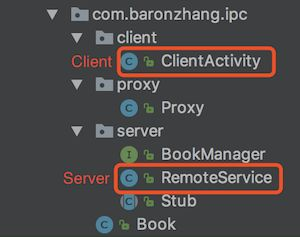 com.baronzhang.ipc
client
Client C ClientActivity
proxy
C Proxy
server
I BookManager
Server C RemoteService
C Stub
C Book